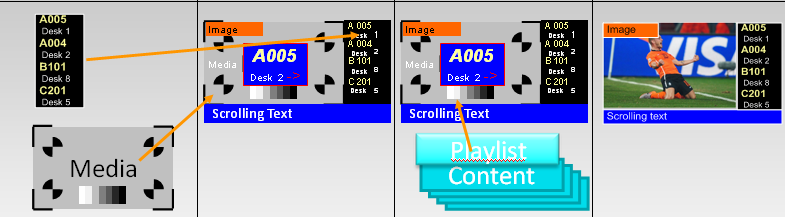 A005
Desk 1
A004
Desk 2
B101
Desk 8
C201
Desk 5
Media
Image
Media
A005
Desk 2 ->
A 005
Desk 1
A 004
Desk 2
B 101
Desk 8
C 201
Desk 5
Scrolling Text
Image
Media
A005
Desk 2 ->
A 005
Desk 1
A 004
Desk 2
B 101
Desk 8
C 201
Desk 5
Scrolling Text
Playlist
Content
Image
VISA
A005
Desk 1
A004
Desk 2
B101
Desk 8
C201
Desk 5
Scrolling text